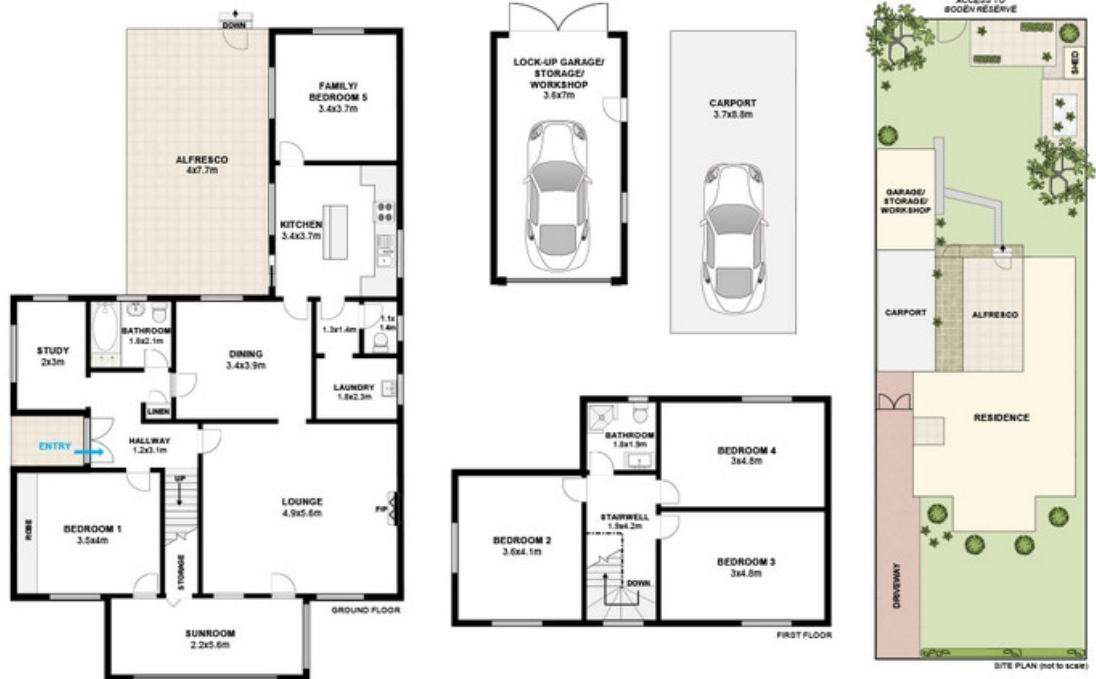 DOWN
FAMILY/
BEDROOM 5
3.4x3.7m
ALFRESCO
4x7.7m
KITCHEN
3.4x3.7m
STUDY
2x3m
BATHROOM
1.8x2.1m
LINEN
DINING
3.4x3.9m
1.3x1.4m
1.1x
1.4m
LAUNDRY
1.8x2.3m
ENTRY
HALLWAY
1.2x3.1m
UP
ROBE
BEDROOM 1
3.5x4m
STORAGE
LOUNGE
4.9x5.6m
F/P
SUNROOM
2.2x5.6m
GROUND FLOOR
LOCK-UP GARAGE/
STORAGE/
WORKSHOP
3.6x7m
CARPORT
3.7x8.8m
BATHROOM
1.8x1.9m
BEDROOM 4
3x4.8m
BEDROOM 2
3.6x4.1m
STAIRWELL
1.9x4.2m
DOWN
BEDROOM 3
3x4.8m
FIRST FLOOR
ACCESS TO
BODEN RESERVE
SHED
GARAGE/
STORAGE/
WORKSHOP
CARPORT
ALFRESCO
RESIDENCE
DRIVEWAY
SITE PLAN (not to scale)